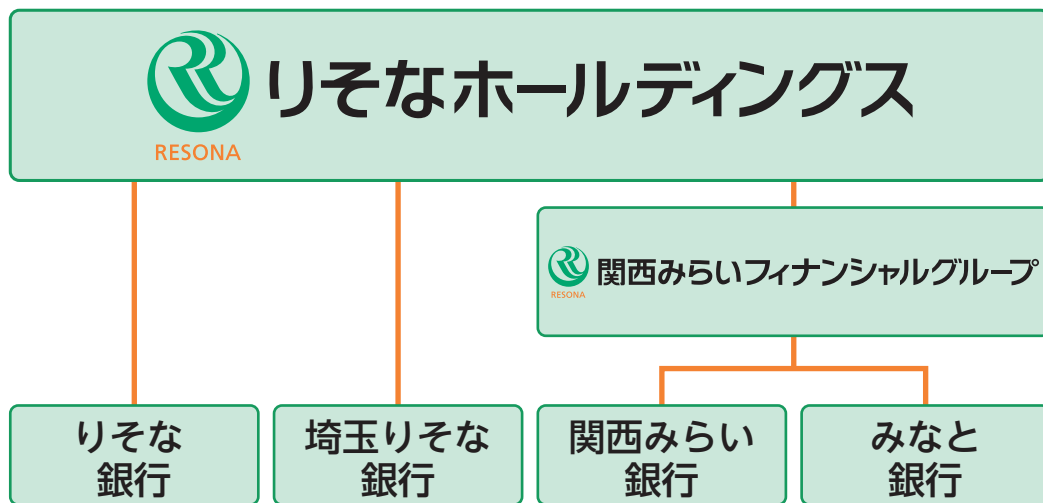 りそなホールディングス
RESONA
関西みらいフィナンシャルグループ
RESONA
りそな
銀行
埼玉りそな
銀行
関西みらい
銀行
みなと
銀行